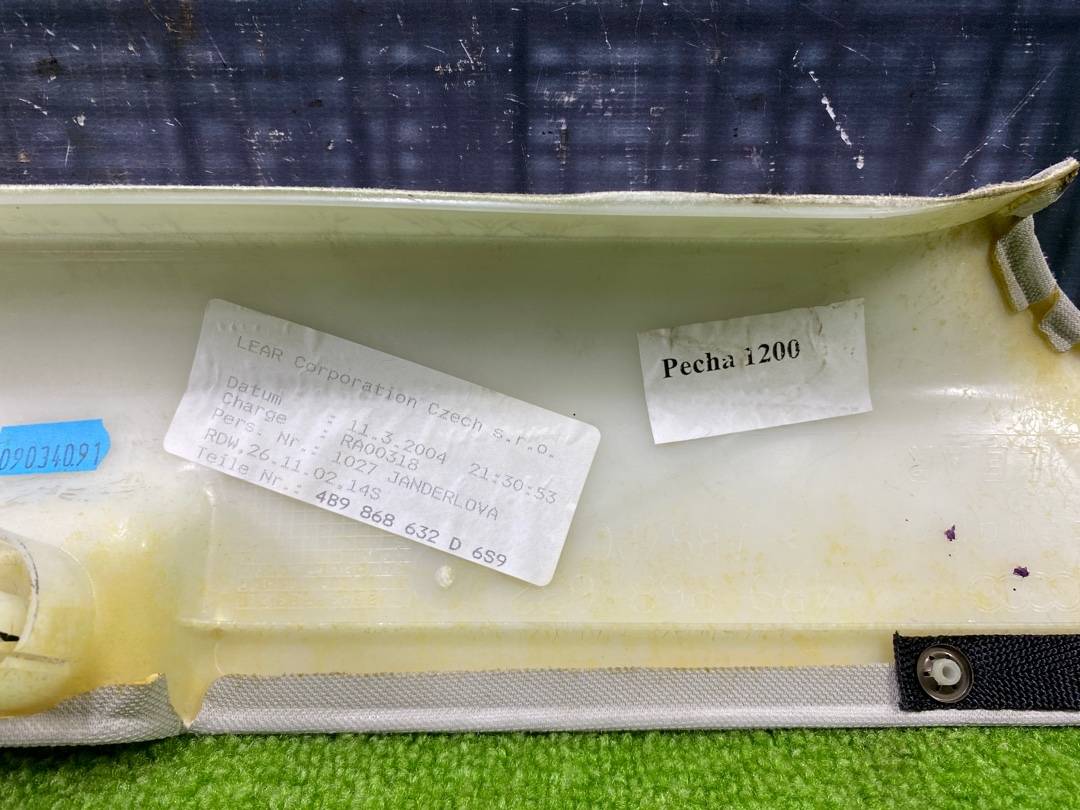 LEAR Corporation Czech s.r.o.
Datum : 11.3.2004 21:30:53
Charge : RA00318
Pers. Nr.: 1027 JANDERLOVA
RDW.26.11.02.14S
Teile Nr.: 4B9 868 632 D 6S9
Pecha 1200
09034091